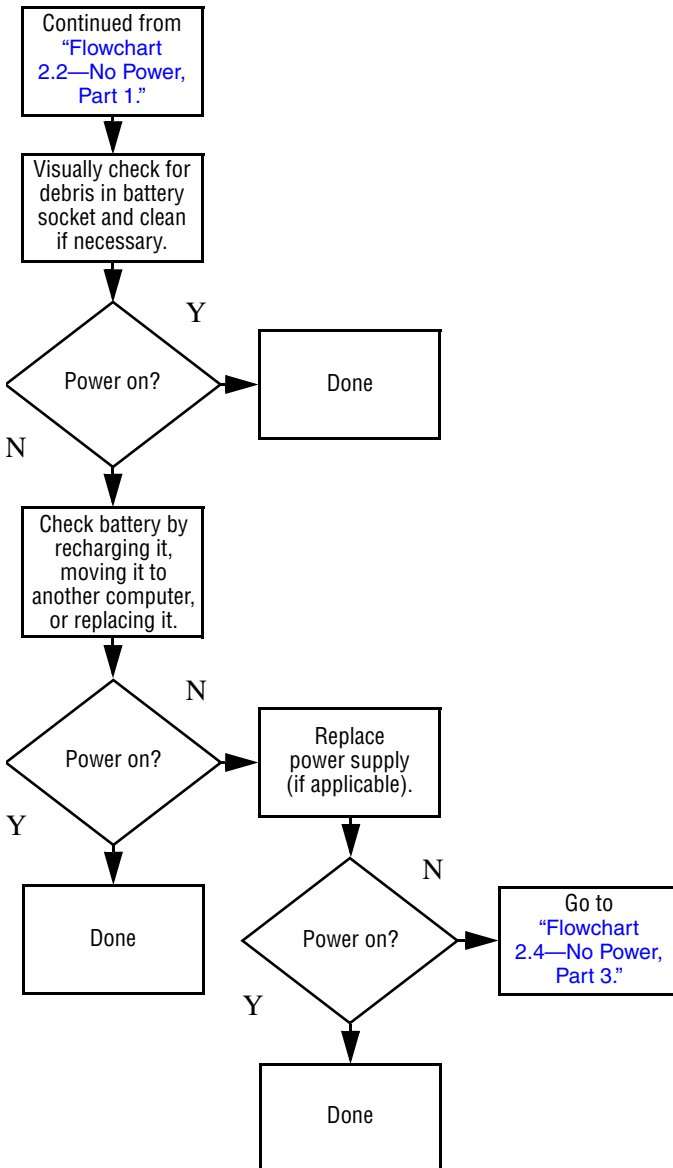 Continued from
“Flowchart
2.2—No Power,
Part 1.”
Visually check for
debris in battery
socket and clean
if necessary.
Y
Power on?
Done
N
Check battery by
recharging it,
moving it to
another computer,
or replacing it.
N
Power on?
Replace
power supply
(if applicable).
Y
Done
N
Power on?
Go to
“Flowchart
2.4—No Power,
Part 3.”
Y
Done